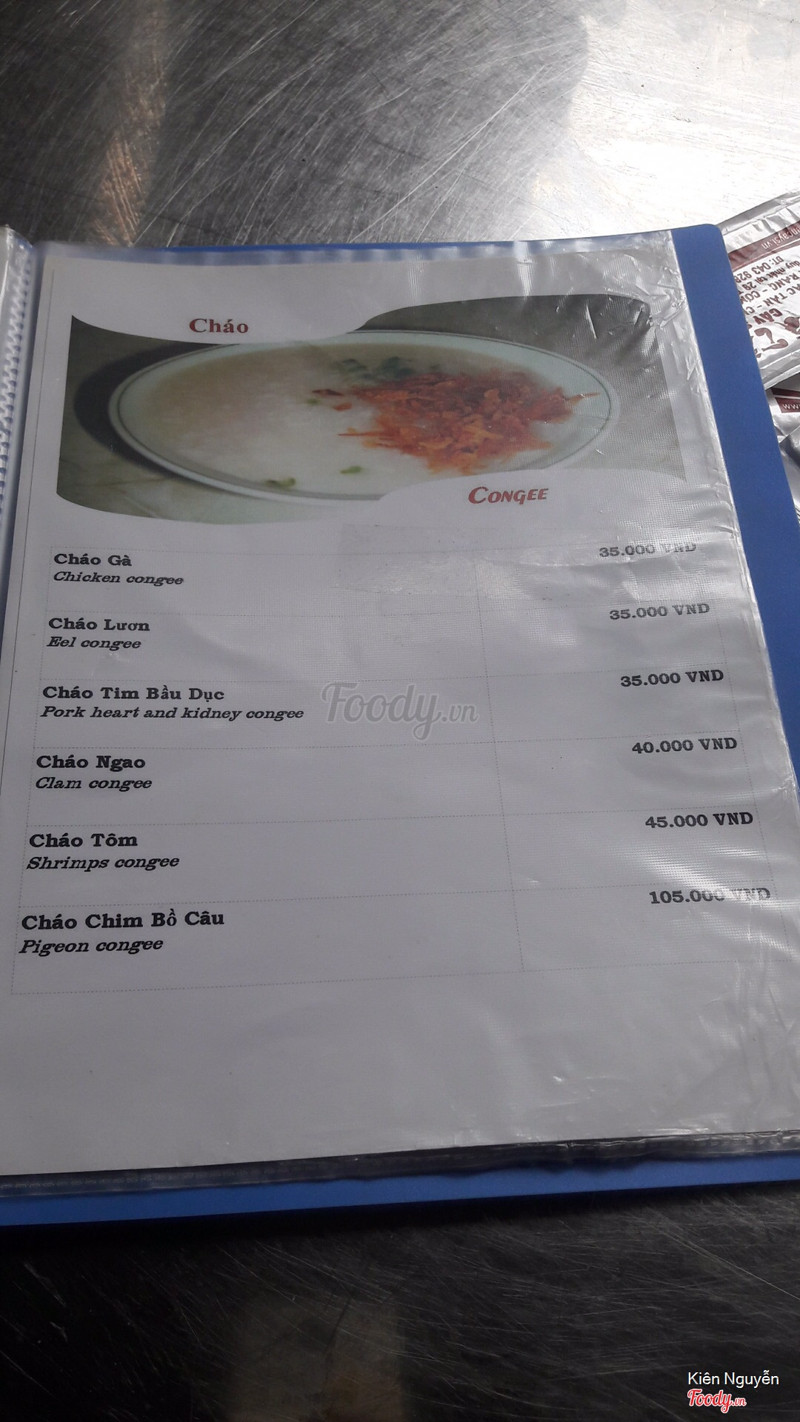 Cháo
CONGEE
Cháo Gà
35.000 VND
Chicken congee
Cháo Lươn
35.000 VND
Eel congee
Cháo Tim Bầu Dục
35.000 VND
Pork heart and kidney congee
Foody.vn
Cháo Ngao
40.000 VND
Clam congee
Cháo Tôm
45.000 VND
Shrimps congee
Cháo Chim Bồ Câu
105.000 VND
Pigeon congee
Kiên Nguyễn
Foody.vn